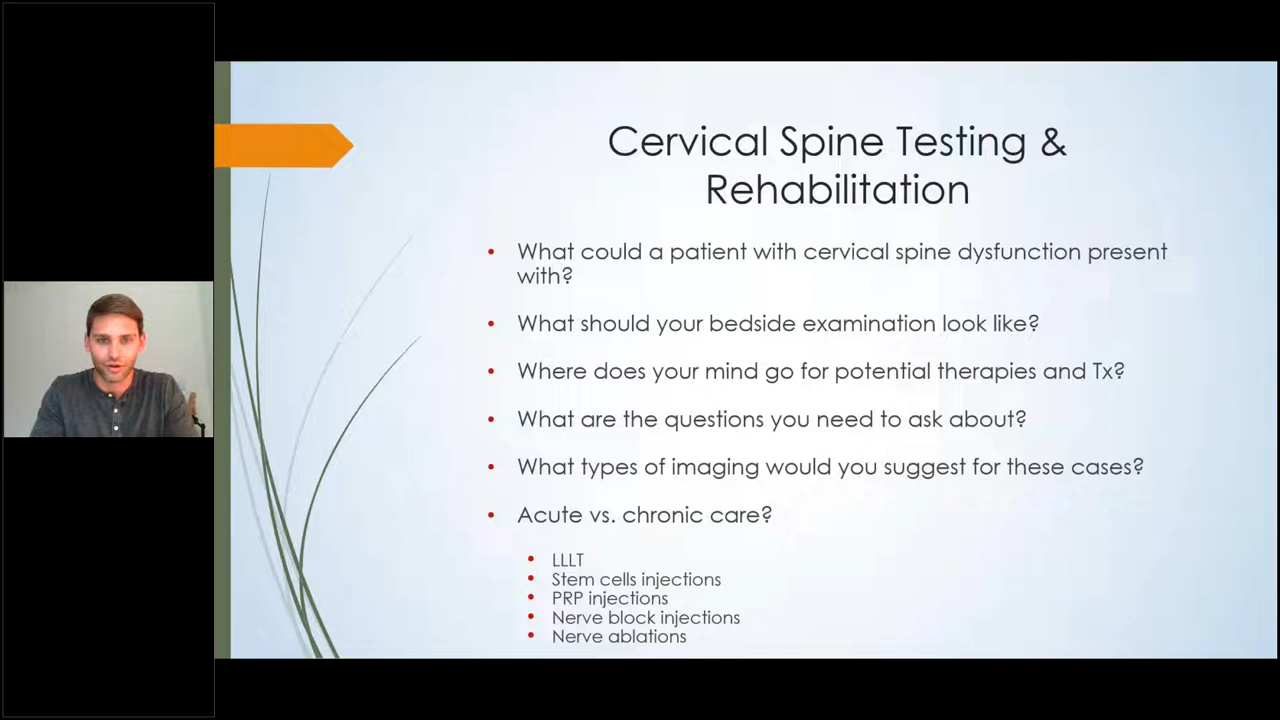 Cervical Spine Testing &
Rehabilitation
• What could a patient with cervical spine dysfunction present
with?
• What should your bedside examination look like?
• Where does your mind go for potential therapies and Tx?
• What are the questions you need to ask about?
• What types of imaging would you suggest for these cases?
• Acute vs. chronic care?
• LLLT
• Stem cells injections
• PRP injections
• Nerve block injections
• Nerve ablations